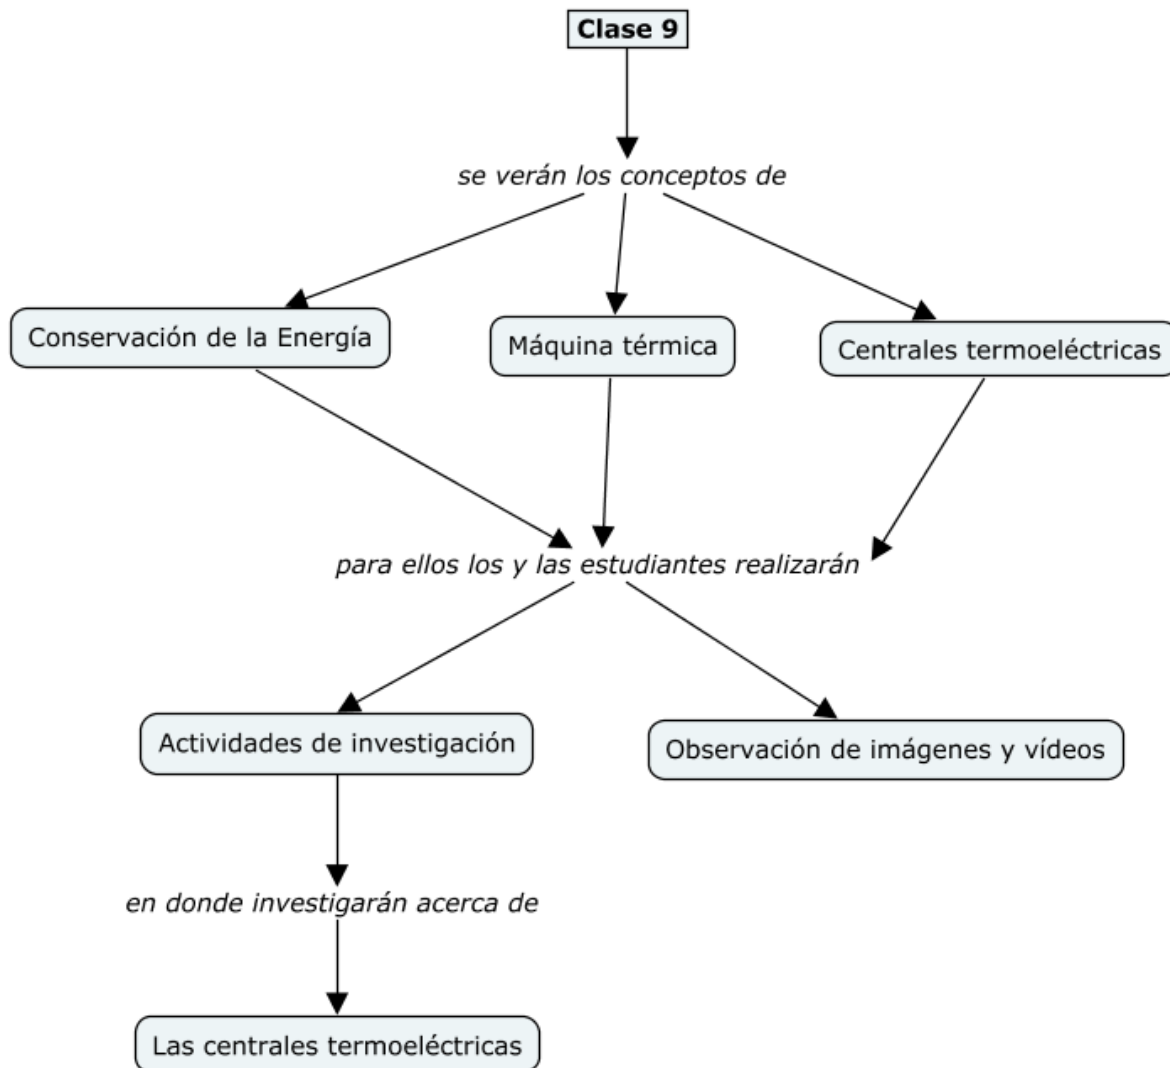 Clase 9
se verán los conceptos de
Conservación de la Energía
Máquina térmica
Centrales termoeléctricas
para ellos los y las estudiantes realizarán
Actividades de investigación
Observación de imágenes y vídeos
en donde investigarán acerca de
Las centrales termoeléctricas